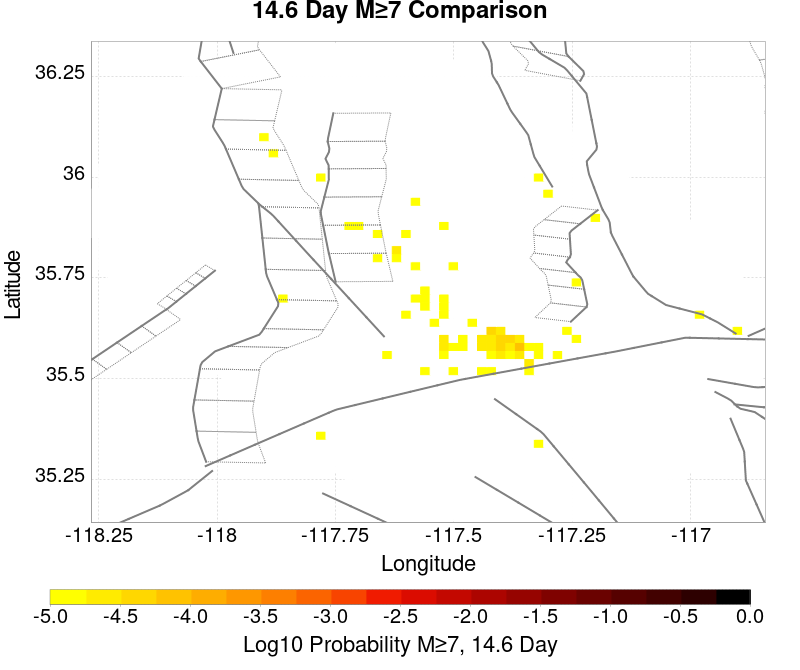 14.6 Day M≥7 Comparison
36.25
36
35.75
35.5
35.25
Latitude
-118.25 -118 -117.75 -117.5 -117.25 -117
Longitude
-5.0 -4.5 -4.0 -3.5 -3.0 -2.5 -2.0 -1.5 -1.0 -0.5 0.0
Log10 Probability M≥7, 14.6 Day